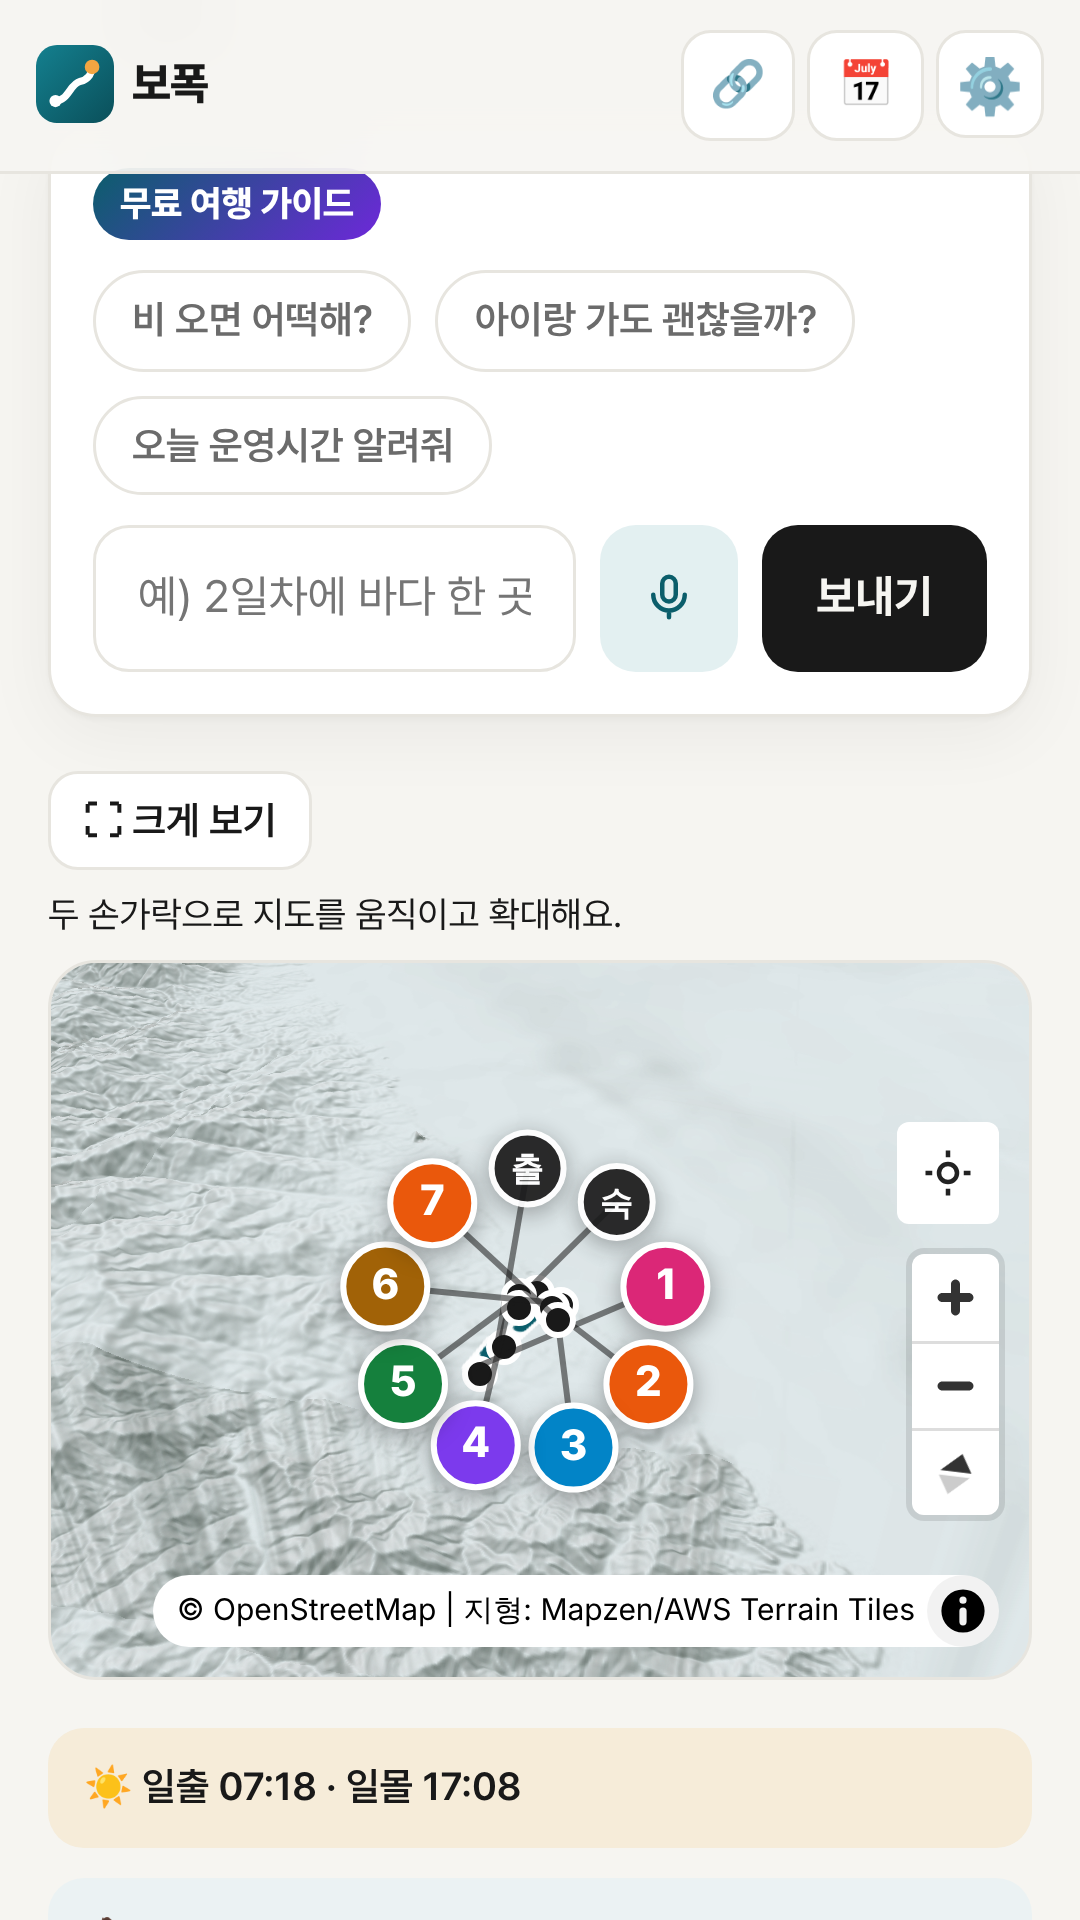 보폭
July
17
무료 여행 가이드
비 오면 어떡해?
아이랑 가도 괜찮을까?
오늘 운영시간 알려줘
예) 2일차에 바다 한 곳
보내기
크게 보기
두 손가락으로 지도를 움직이고 확대해요.
출
숙
7
1
6
2
5
3
4
© OpenStreetMap | 지형: Mapzen/AWS Terrain Tiles
일출 07:18 · 일몰 17:08